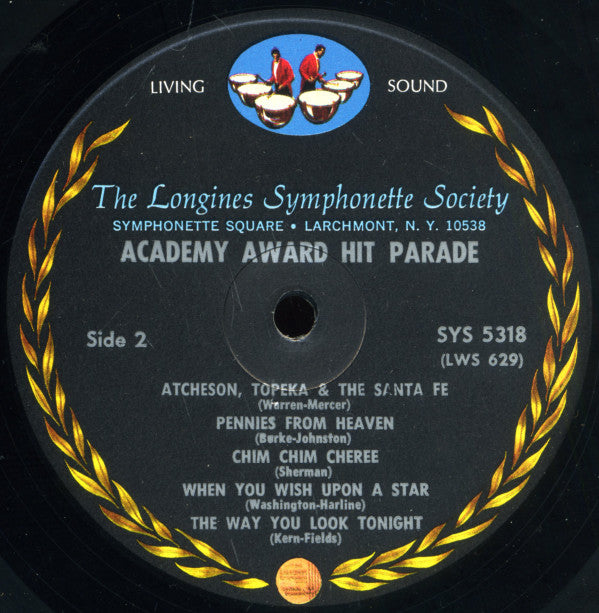 LIVING SOUND
The Longines Symphonette Society
SYMPHONETTE SQUARE • LARCHMONT, N. Y. 10538
ACADEMY AWARD HIT PARADE
Side 2
SYS 5318
(LWS 629)
ATCHESON, TOPEKA & THE SANTA FE
(Warren-Mercer)
PENNIES FROM HEAVEN
(Burke-Johnston)
CHIM CHIM CHEREE
(Sherman)
WHEN YOU WISH UPON A STAR
(Washington-Harline)
THE WAY YOU LOOK TONIGHT
(Kern-Fields)